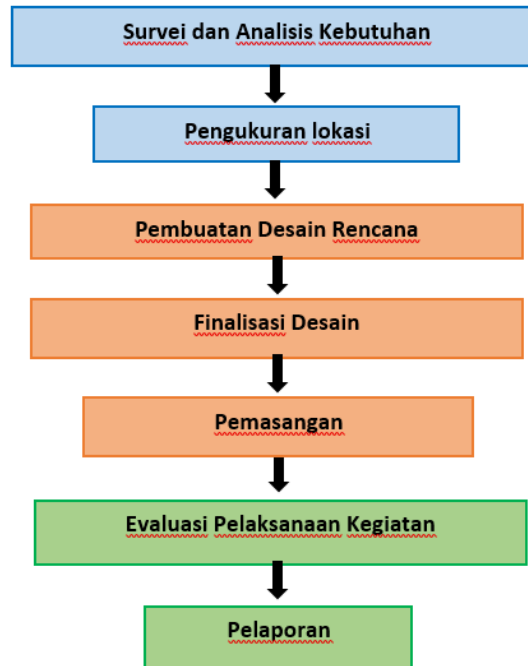 Survei dan Analisis Kebutuhan
Pengukuran lokasi
Pembuatan Desain Rencana
Finalisasi Desain
Pemasangan
Evaluasi Pelaksanaan Kegiatan
Pelaporan